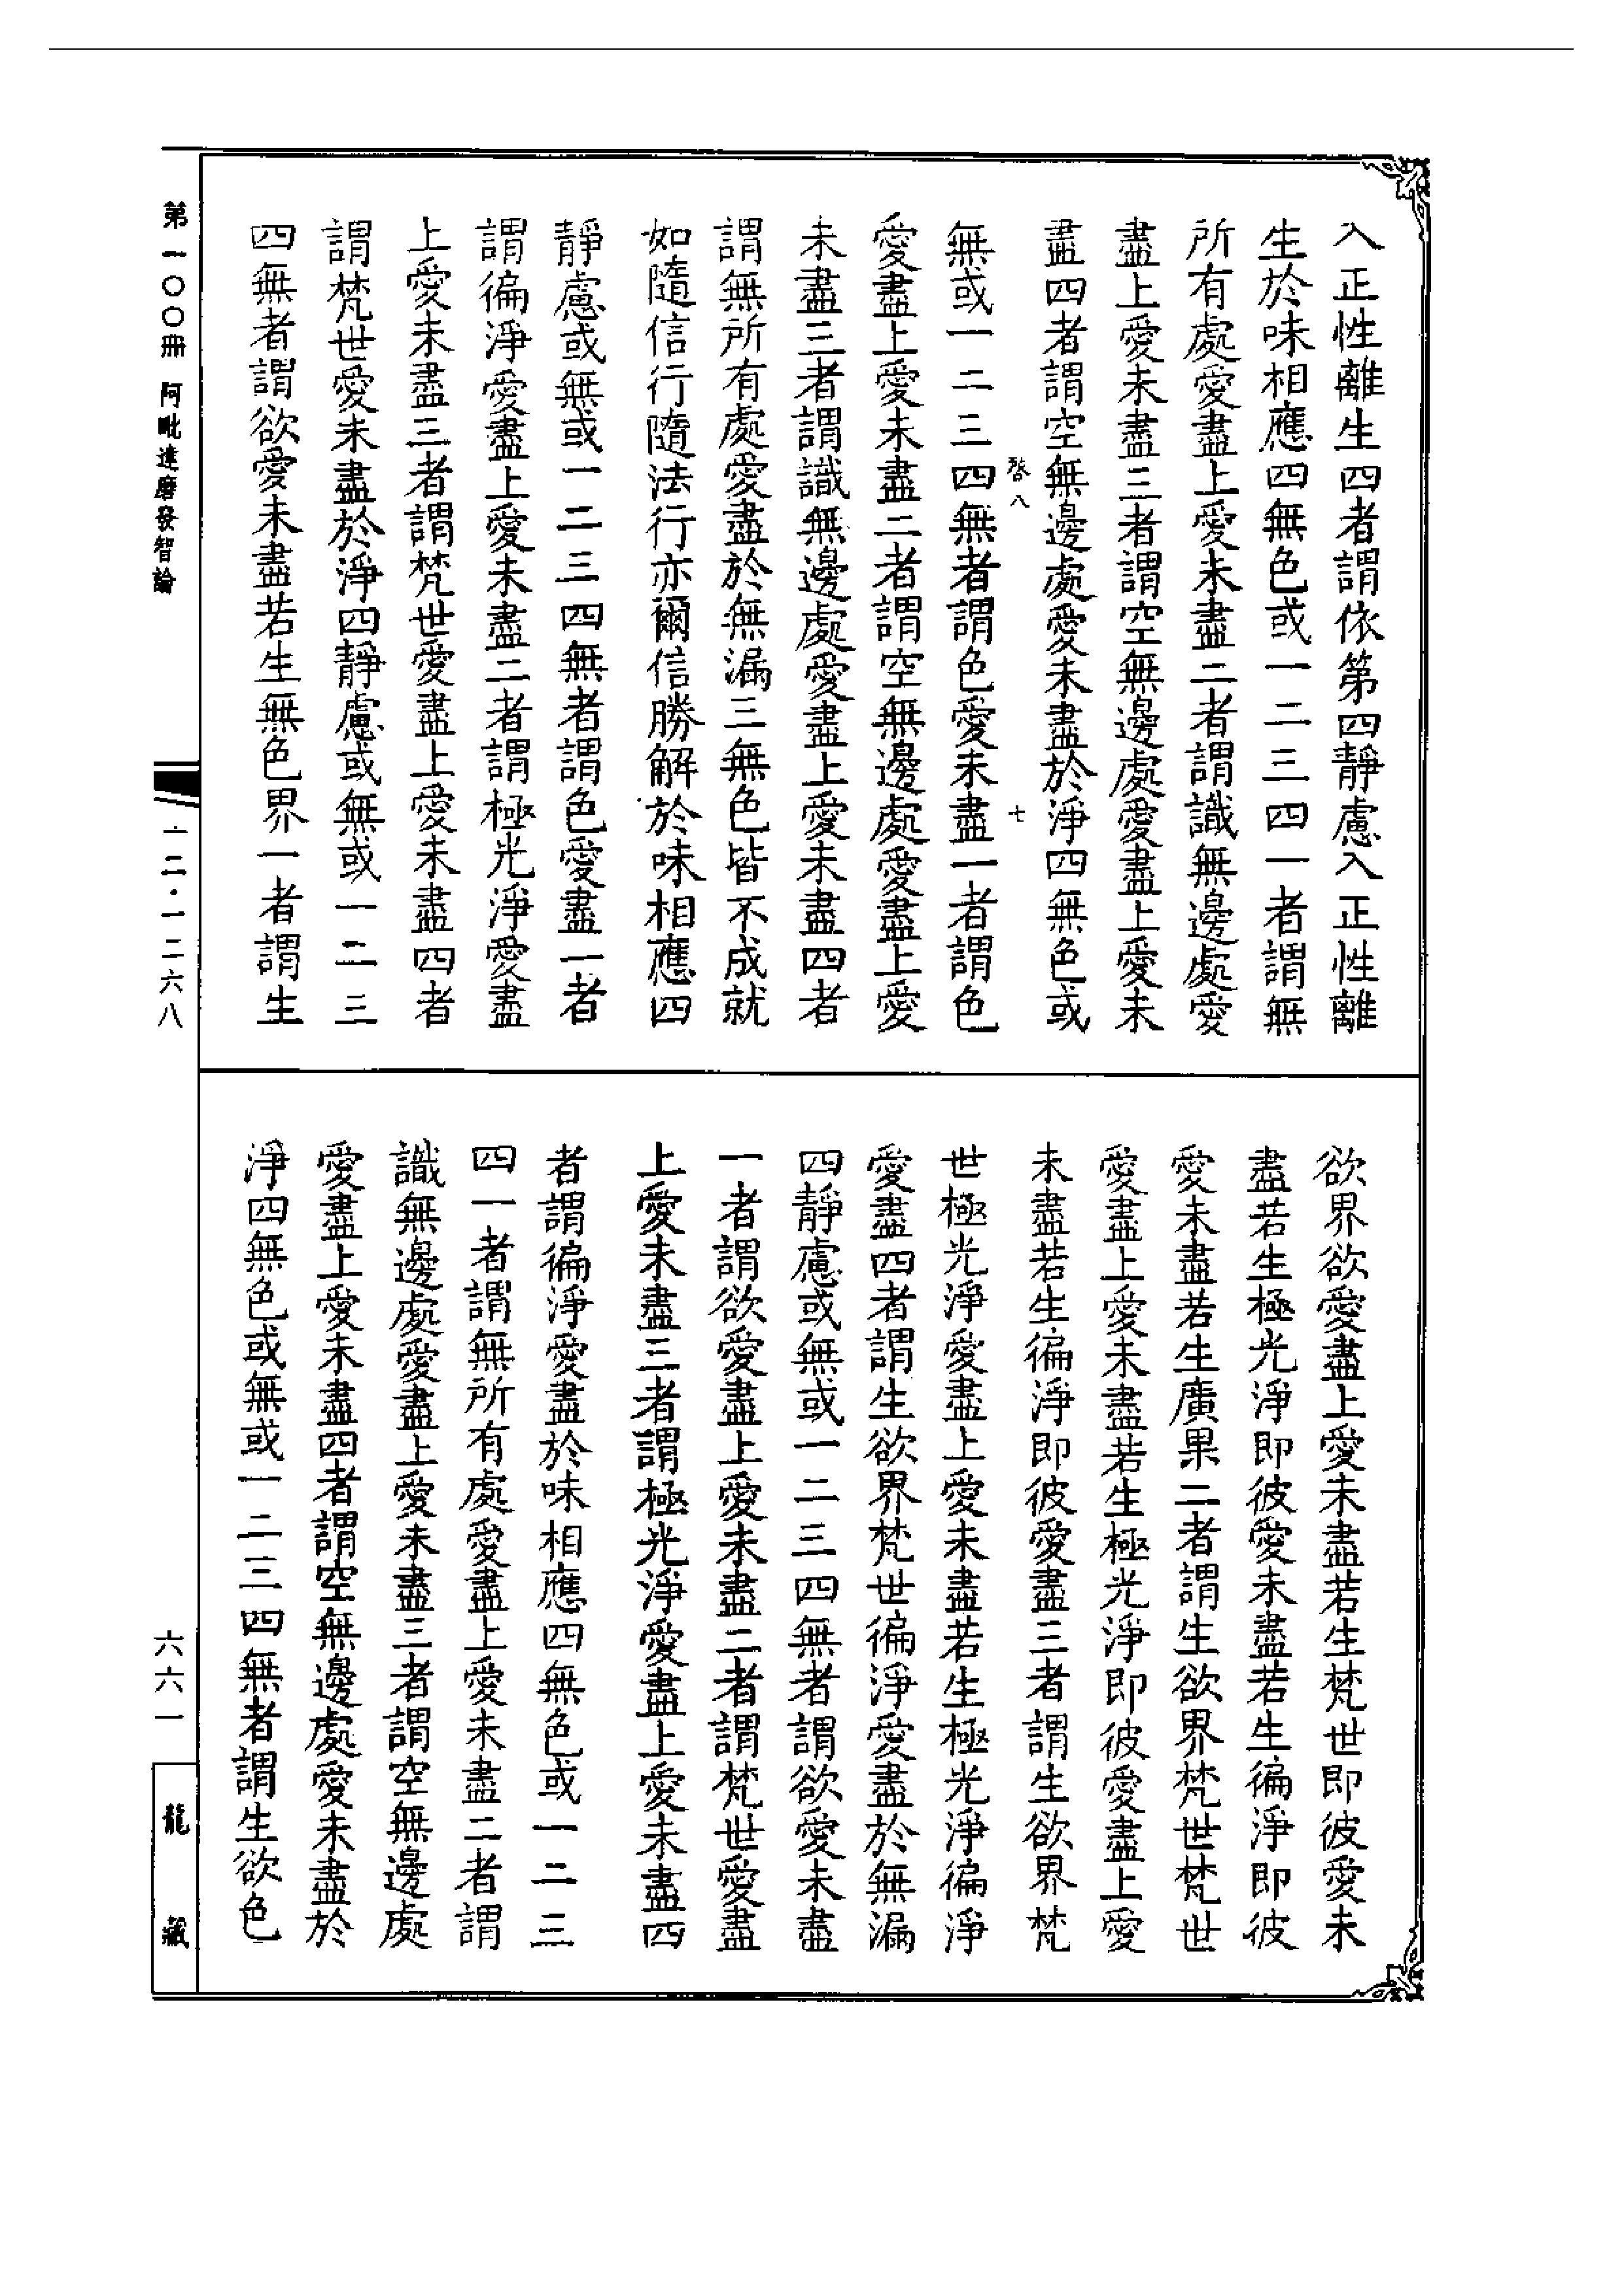 入正性離生四者謂依第四靜慮入正性離
生於味相應四無色或一二三四一者謂無
所有處愛盡上愛未盡二者謂識無邊處愛
盡上愛未盡三者謂空無邊處愛盡上愛未
盡四者謂空無邊處愛未盡於淨四無色或
啓八 七
無或一二三四無者謂色愛未盡一者謂色
愛盡上愛未盡二者謂空無邊處愛盡上愛
未盡三者謂識無邊處愛盡上愛未盡四者
謂無所有處愛盡於無漏三無色皆不成就
如隨信行隨法行亦爾信勝解於味相應四
靜慮或無或一二三四無者謂色愛盡一者
謂徧淨愛盡上愛未盡二者謂極光淨愛盡
上愛未盡三者謂梵世愛盡上愛未盡四者
謂梵世愛未盡於淨四靜慮或無或一二三
四無者謂欲愛未盡若生無色界一者謂生
欲界欲愛盡上愛未盡若生梵世即彼愛未
盡若生極光淨即彼愛未盡若生徧淨即彼
愛未盡若生廣果二者謂生欲界梵世梵世
愛盡上愛未盡若生極光淨即彼愛盡上愛
未盡若生徧淨即彼愛盡三者謂生欲界梵
世極光淨愛盡上愛未盡若生極光淨徧淨
愛盡四者謂生欲界梵世徧淨愛盡於無漏
四靜慮或無或一二三四無者謂欲愛未盡
一者謂欲愛盡上愛未盡二者謂梵世愛盡
上愛未盡三者謂極光淨愛盡上愛未盡四
者謂徧淨愛盡於味相應四無色或一二三
四一者謂無所有處愛盡上愛未盡二者謂
識無邊處愛盡上愛未盡三者謂空無邊處
愛盡上愛未盡四者謂空無邊處愛未盡於
淨四無色或無或一二三四無者謂生欲色
第一〇〇冊 阿毗達磨發智論
一二·一二六八
六六一
龍藏